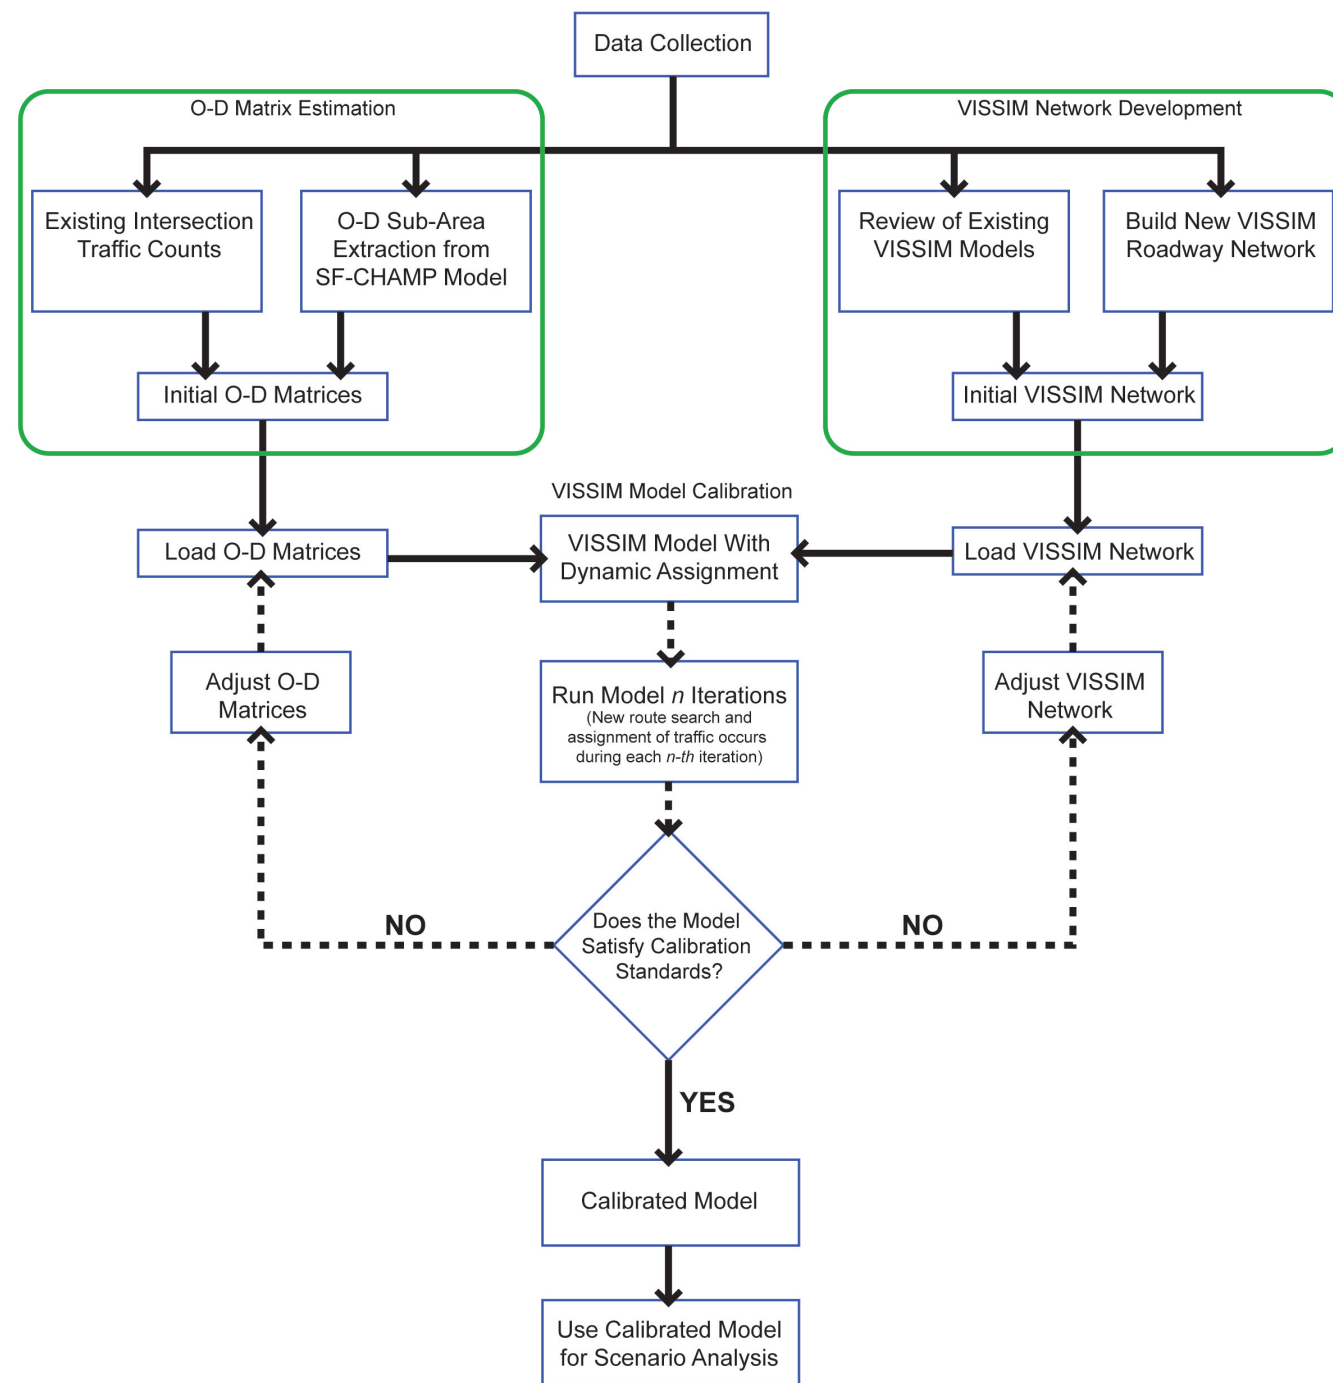 Data Collection
O-D Matrix Estimation
VISSIM Network Development
Existing Intersection
Traffic Counts
O-D Sub-Area
Extraction from
SF-CHAMP Model
Review of Existing
VISSIM Models
Build New VISSIM
Roadway Network
Initial O-D Matrices
Initial VISSIM Network
VISSIM Model Calibration
Load O-D Matrices
VISSIM Model With
Dynamic Assignment
Load VISSIM Network
Adjust O-D
Matrices
Run Model n Iterations
(New route search and
assignment of traffic occurs
during each n-th iteration)
Adjust VISSIM
Network
NO
Does the Model
Satisfy Calibration
Standards?
NO
YES
Calibrated Model
Use Calibrated Model
for Scenario Analysis